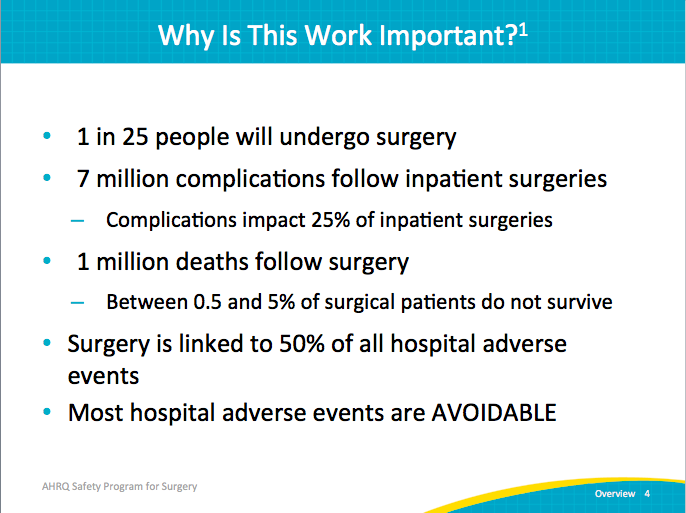 Why Is This Work Important?¹
• 1 in 25 people will undergo surgery
• 7 million complications follow inpatient surgeries
– Complications impact 25% of inpatient surgeries
• 1 million deaths follow surgery
– Between 0.5 and 5% of surgical patients do not survive
• Surgery is linked to 50% of all hospital adverse
events
• Most hospital adverse events are AVOIDABLE
AHRQ Safety Program for Surgery
Overview 4